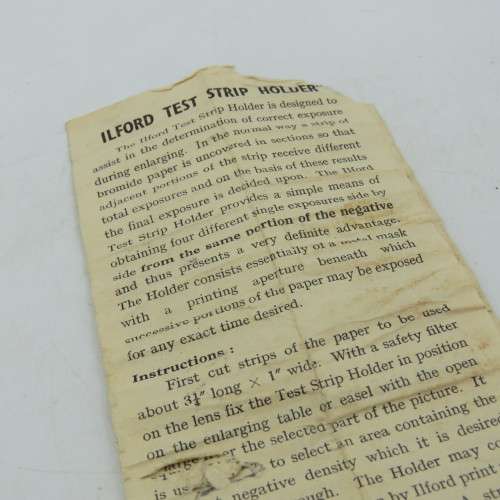 ILFORD TEST STRIP HOLDER
The Ilford Test Strip Holder is designed to
assist in the determination of correct exposure
during enlarging. In the normal way a strip of
bromide paper is uncovered in sections so that
adjacent portions of the strip receive different
total exposures and on the basis of these results
the final exposure is decided upon. The Ilford
Test Strip Holder provides a simple means of
obtaining four different single exposures side by
side from the same portion of the negative
and thus presents a very definite advantage.
The Holder consists essentially of a metal mask
with a printing aperture beneath which
successive portions of the paper may be exposed
for any exact time desired.
Instructions :
First cut strips of the paper to be used
about 3¼" long × 1" wide. With a safety filter
on the lens fix the Test Strip Holder in position
on the enlarging table or easel with the open
the selected part of the picture. It
is to select an area containing the
negative density which it is desired
The Holder may
by Ilford print